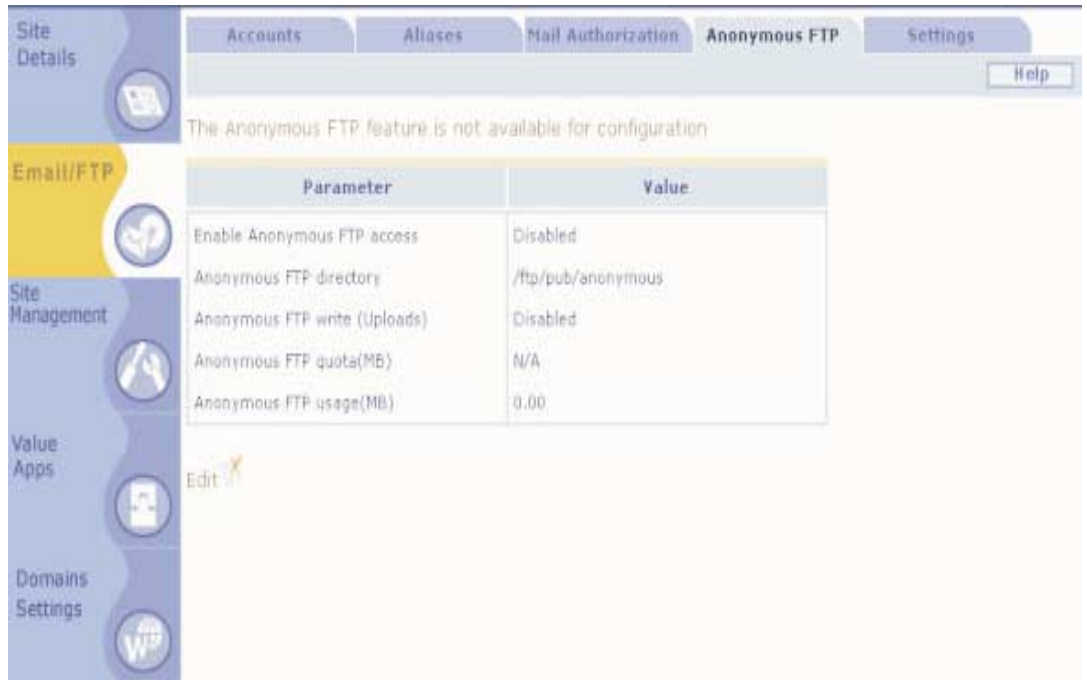 Site
Details
Email/FTP
Site
Management
Value
Apps
Domains
Settings
Accounts
Aliases
Mail Authorization
Anonymous FTP
Settings
Help
The Anonymous FTP feature is not available for configuration
Parameter Value
Enable Anonymous FTP access Disabled
Anonymous FTP directory /ftp/pub/anonymous
Anonymous FTP write (Uploads) Disabled
Anonymous FTP quota(MB) N/A
Anonymous FTP usage(MB) 0.00
Edit
W